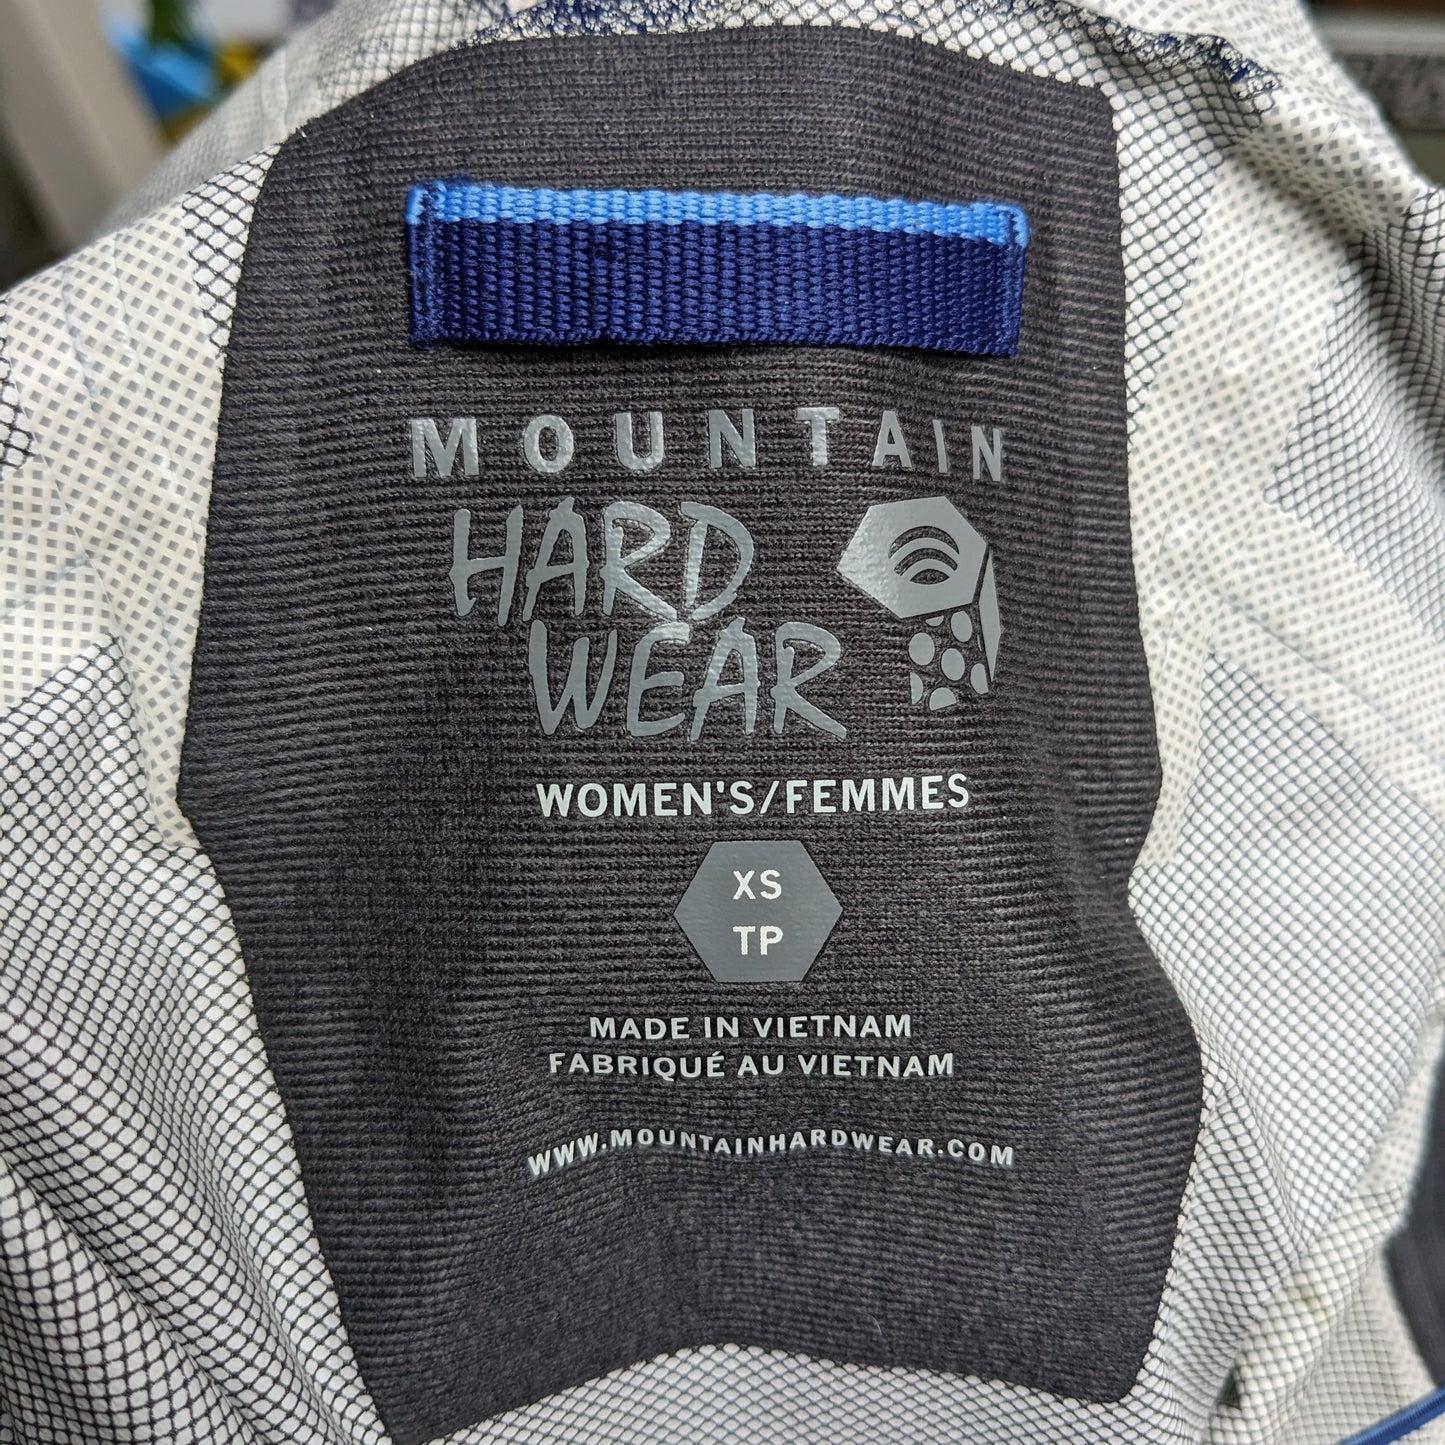 MOUNTAIN
HARD
WEAR
WOMEN'S/FEMMES
XS
TP
MADE IN VIETNAM
FABRIQUÉ AU VIETNAM
WWW.MOUNTAINHARDWEAR.COM